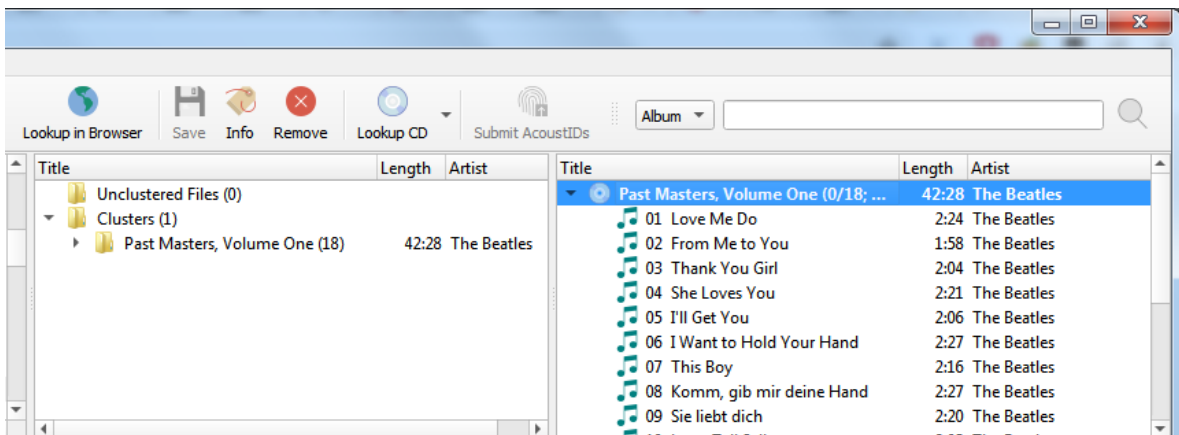 Lookup in Browser Save Info Remove Lookup CD Submit AcoustIDs Album
Title Length Artist
Unclustered Files (0)
Clusters (1)
Past Masters, Volume One (18) 42:28 The Beatles
Title Length Artist
Past Masters, Volume One (0/18; ... 42:28 The Beatles
01 Love Me Do 2:24 The Beatles
02 From Me to You 1:58 The Beatles
03 Thank You Girl 2:04 The Beatles
04 She Loves You 2:21 The Beatles
05 I'll Get You 2:06 The Beatles
06 I Want to Hold Your Hand 2:27 The Beatles
07 This Boy 2:16 The Beatles
08 Komm, gib mir deine Hand 2:27 The Beatles
09 Sie liebt dich 2:20 The Beatles